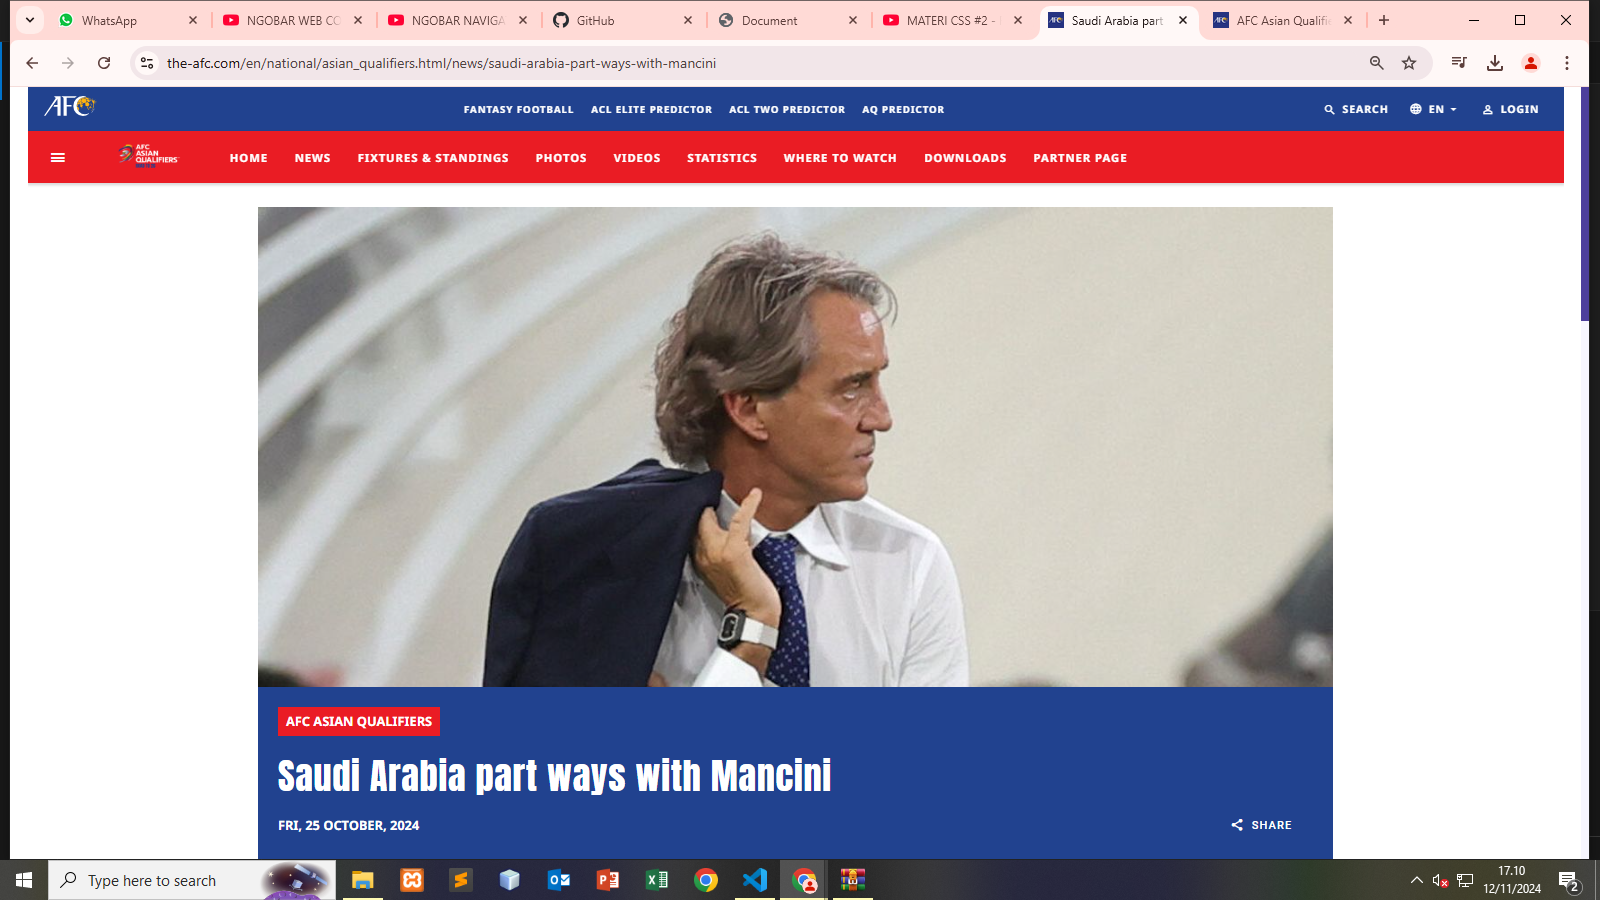 WhatsApp
NGOBAR WEB CO
NGOBAR NAVIGA
GitHub
Document
MATERI CSS #2 -
Saudi Arabia part
AFC Asian Qualifie
the-afc.com/en/national/asian_qualifiers.html/news/saudi-arabia-part-ways-with-mancini
AFC
FANTASY FOOTBALL
ACL ELITE PREDICTOR
ACL TWO PREDICTOR
AQ PREDICTOR
SEARCH
EN
LOGIN
AFC
ASIAN
QUALIFIERS
HOME
NEWS
FIXTURES & STANDINGS
PHOTOS
VIDEOS
STATISTICS
WHERE TO WATCH
DOWNLOADS
PARTNER PAGE
AFC ASIAN QUALIFIERS
Saudi Arabia part ways with Mancini
FRI, 25 OCTOBER, 2024
SHARE
Type here to search
17.10
12/11/2024
2